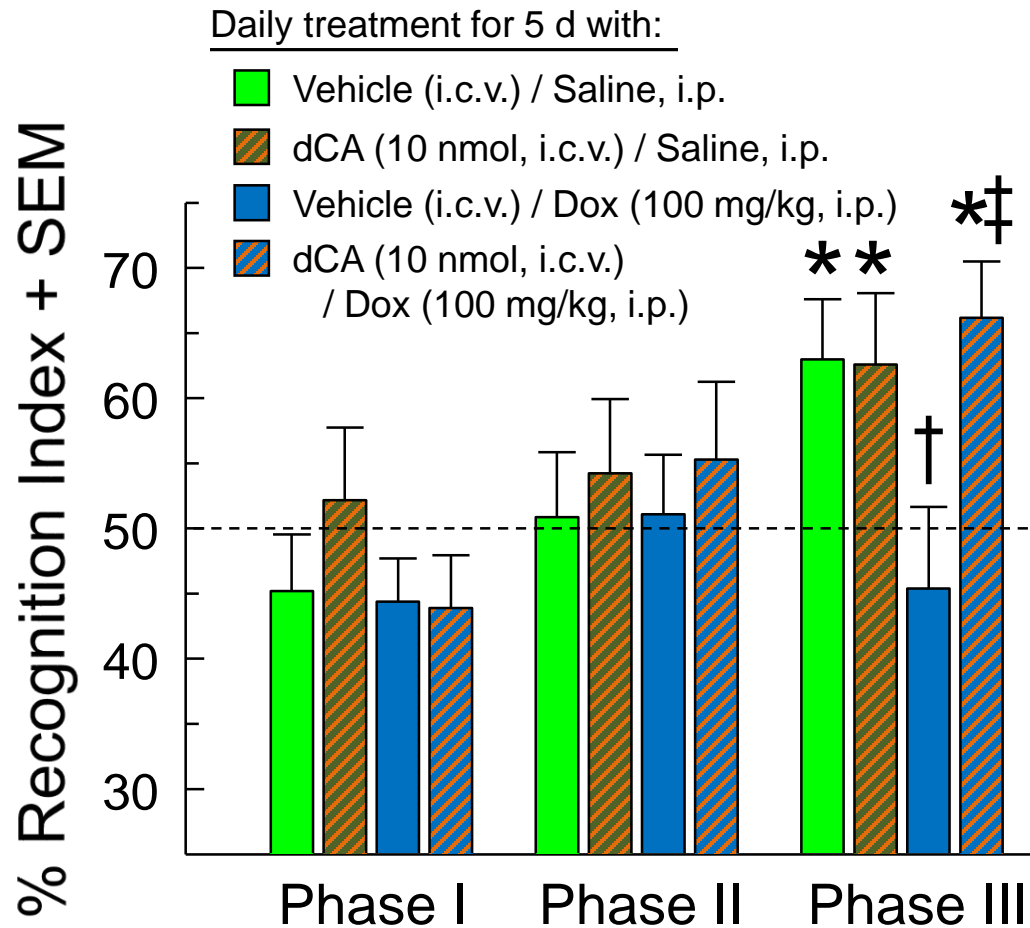 Daily treatment for 5 d with:
Vehicle (i.c.v.) / Saline, i.p.
dCA (10 nmol, i.c.v.) / Saline, i.p.
Vehicle (i.c.v.) / Dox (100 mg/kg, i.p.)
dCA (10 nmol, i.c.v.)
/ Dox (100 mg/kg, i.p.)
% Recognition Index + SEM
70
60
50
40
30
*‡
* *
†
Phase I Phase II Phase III